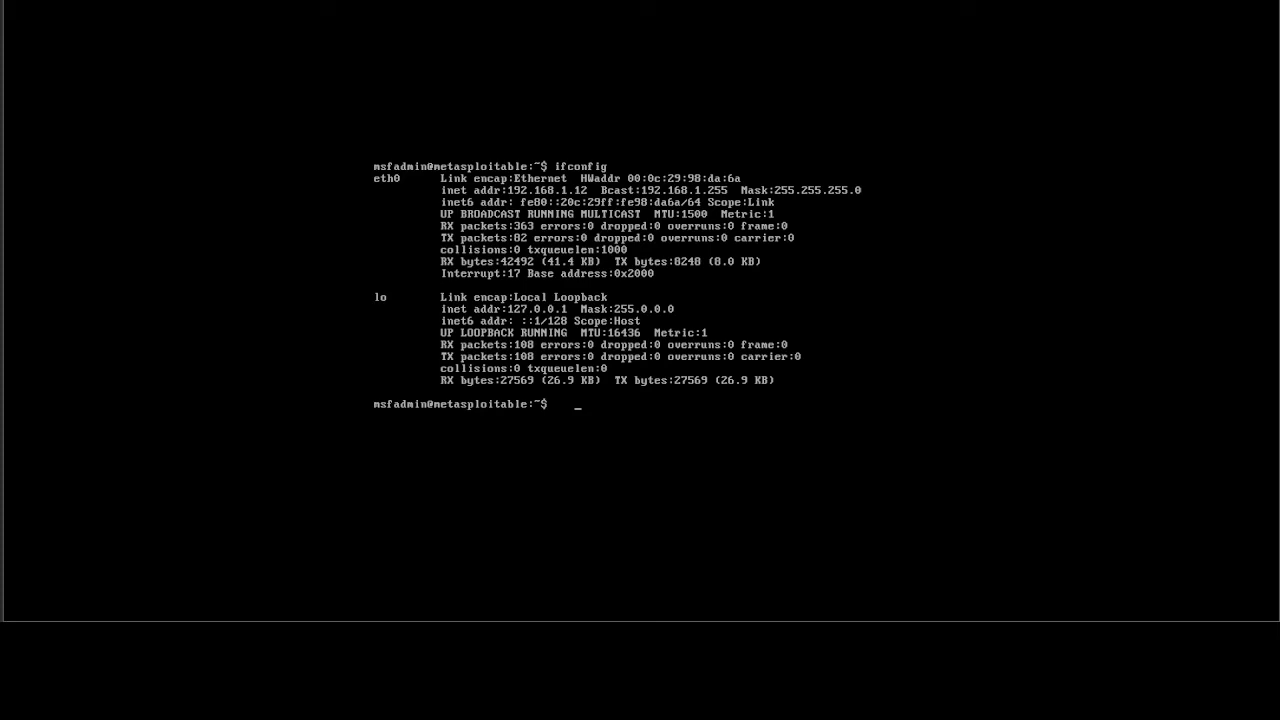 msfadmin@metasploitable:~$ ifconfig
eth0      Link encap:Ethernet  HWaddr 00:0c:29:98:da:6a
          inet addr:192.168.1.12  Bcast:192.168.1.255  Mask:255.255.255.0
          inet6 addr: fe80::20c:29ff:fe98:da6a/64 Scope:Link
          UP BROADCAST RUNNING MULTICAST  MTU:1500  Metric:1
          RX packets:363 errors:0 dropped:0 overruns:0 frame:0
          TX packets:82 errors:0 dropped:0 overruns:0 carrier:0
          collisions:0 txqueuelen:1000
          RX bytes:42492 (41.4 KB)  TX bytes:8248 (8.0 KB)
          Interrupt:17 Base address:0x2000
lo        Link encap:Local Loopback
          inet addr:127.0.0.1  Mask:255.0.0.0
          inet6 addr: ::1/128 Scope:Host
          UP LOOPBACK RUNNING  MTU:16436  Metric:1
          RX packets:108 errors:0 dropped:0 overruns:0 frame:0
          TX packets:108 errors:0 dropped:0 overruns:0 carrier:0
          collisions:0 txqueuelen:0
          RX bytes:27569 (26.9 KB)  TX bytes:27569 (26.9 KB)
msfadmin@metasploitable:~$    _